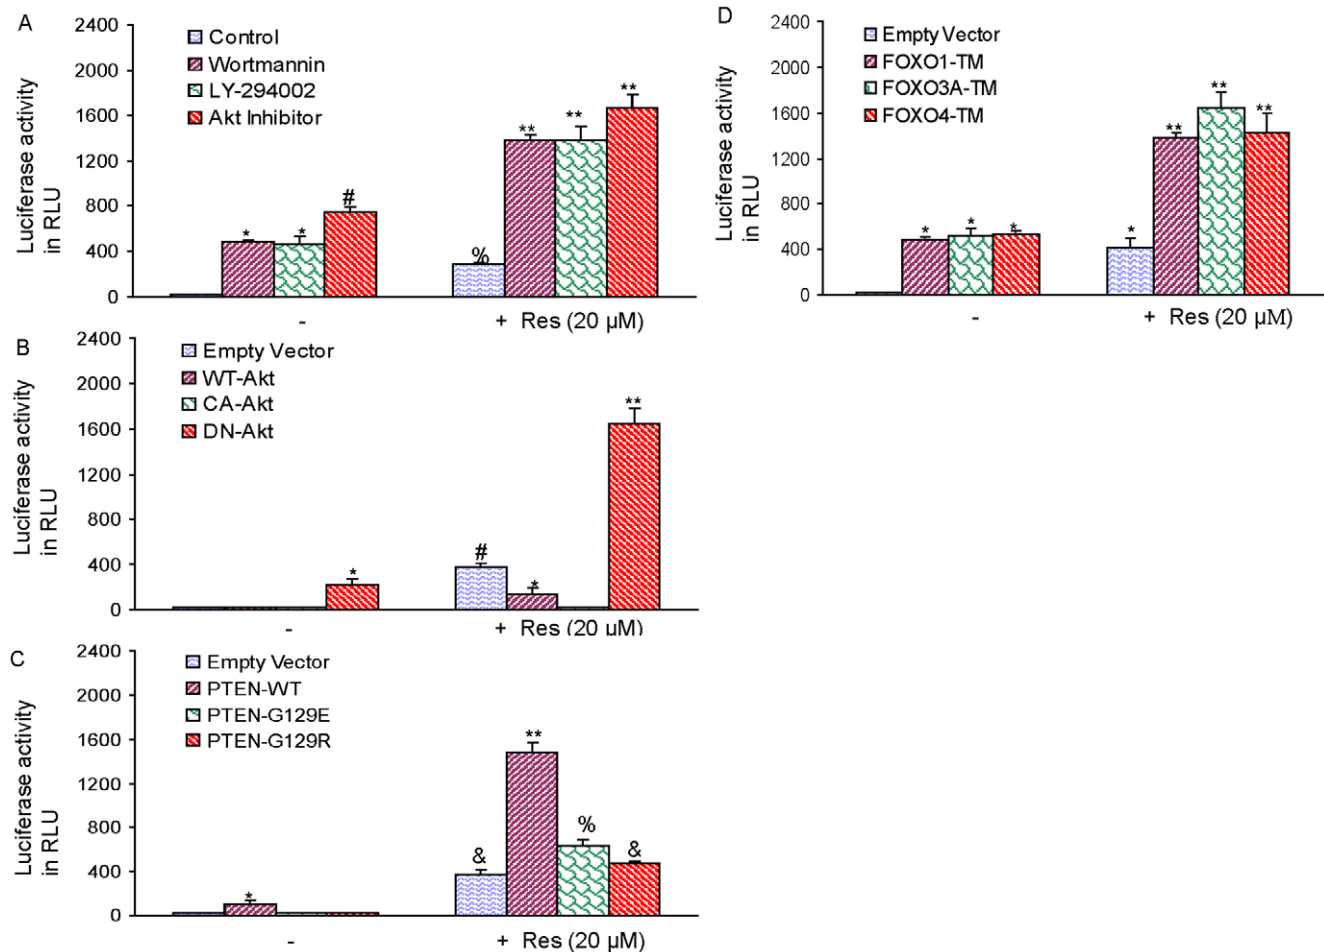 A
Luciferase activity
in RLU
2400
2000
1600
1200
800
400
0
Control
Wortmannin
LY-294002
Akt Inhibitor
*
*
#
%
**
**
**
-
+ Res (20 µM)
B
Luciferase activity
in RLU
2400
2000
1600
1200
800
400
0
Empty Vector
WT-Akt
CA-Akt
DN-Akt
*
#
*
**
-
+ Res (20 µM)
C
Luciferase activity
in RLU
2400
2000
1600
1200
800
400
0
Empty Vector
PTEN-WT
PTEN-G129E
PTEN-G129R
*
&
**
%
&
-
+ Res (20 µM)
D
Luciferase activity
in RLU
2400
2000
1600
1200
800
400
0
Empty Vector
FOXO1-TM
FOXO3A-TM
FOXO4-TM
*
*
*
*
**
**
**
-
+ Res (20 µM)